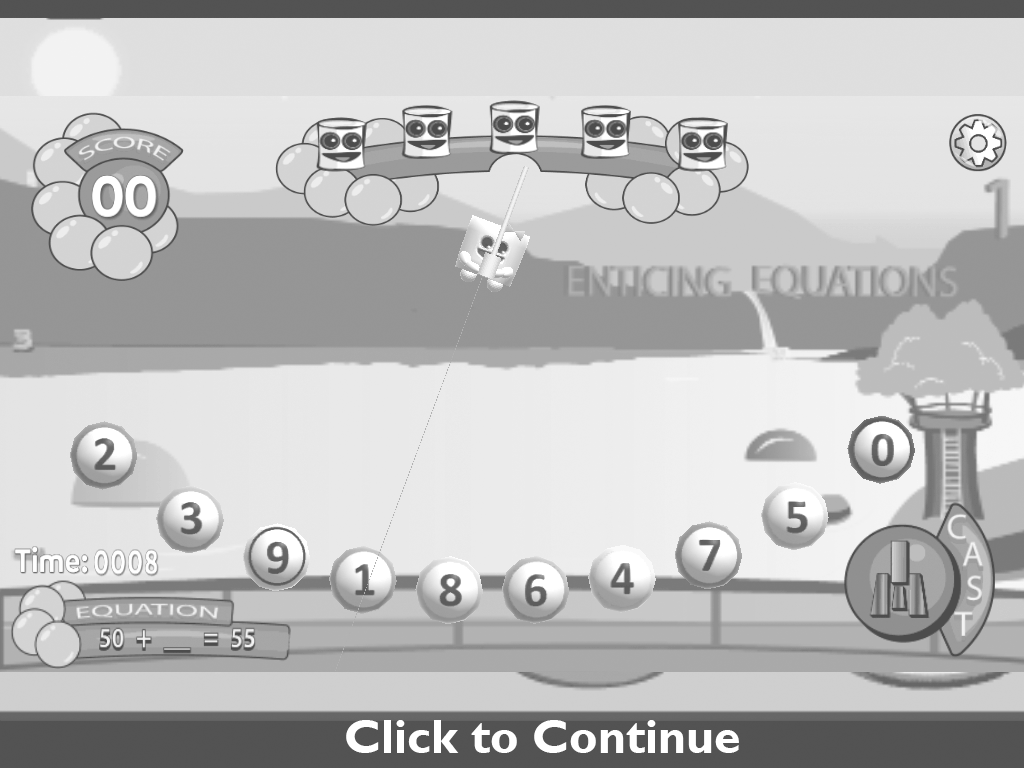 SCORE
00
1
ENTICING EQUATIONS
3
2
0
3
5
9
7
1
8
6
4
CAST
Time:0008
EQUATION
50 + __ = 55
Click to Continue